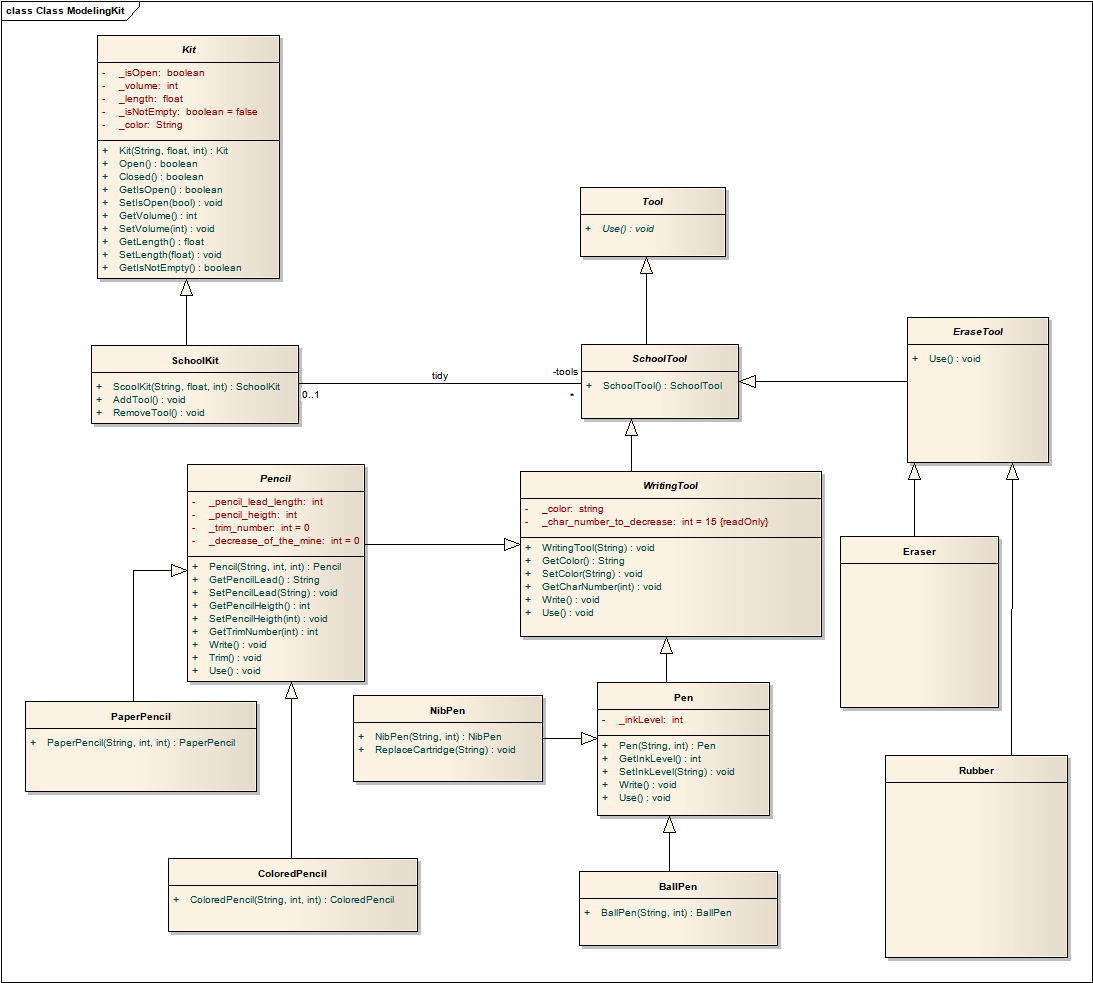 class Class ModelingKit
Kit
- _isOpen: boolean
- _volume: int
- _length: float
- _isNotEmpty: boolean = false
- _color: String
+ Kit(String, float, int) : Kit
+ Open() : boolean
+ Closed() : boolean
+ GetIsOpen() : boolean
+ SetIsOpen(bool) : void
+ GetVolume() : int
+ SetVolume(int) : void
+ GetLength() : float
+ SetLength(float) : void
+ GetIsNotEmpty() : boolean
Tool
+ Use() : void
EraseTool
+ Use() : void
SchoolKit
+ ScoolKit(String, float, int) : SchoolKit
+ AddTool() : void
+ RemoveTool() : void
0..1
tidy
-tools
*
SchoolTool
+ SchoolTool() : SchoolTool
Pencil
- _pencil_lead_length: int
- _pencil_heigth: int
- _trim_number: int = 0
- _decrease_of_the_mine: int = 0
+ Pencil(String, int, int) : Pencil
+ GetPencilLead() : String
+ SetPencilLead(String) : void
+ GetPencilHeigth() : int
+ SetPencilHeigth(int) : void
+ GetTrimNumber(int) : int
+ Write() : void
+ Trim() : void
+ Use() : void
WritingTool
- _color: string
- _char_number_to_decrease: int = 15 {readOnly}
+ WritingTool(String) : void
+ GetColor() : String
+ SetColor(String) : void
+ GetCharNumber(int) : void
+ Write() : void
+ Use() : void
Eraser
PaperPencil
+ PaperPencil(String, int, int) : PaperPencil
NibPen
+ NibPen(String, int) : NibPen
+ ReplaceCartridge(String) : void
Pen
- _inkLevel: int
+ Pen(String, int) : Pen
+ GetInkLevel() : int
+ SetInkLevel(String) : void
+ Write() : void
+ Use() : void
Rubber
ColoredPencil
+ ColoredPencil(String, int, int) : ColoredPencil
BallPen
+ BallPen(String, int) : BallPen